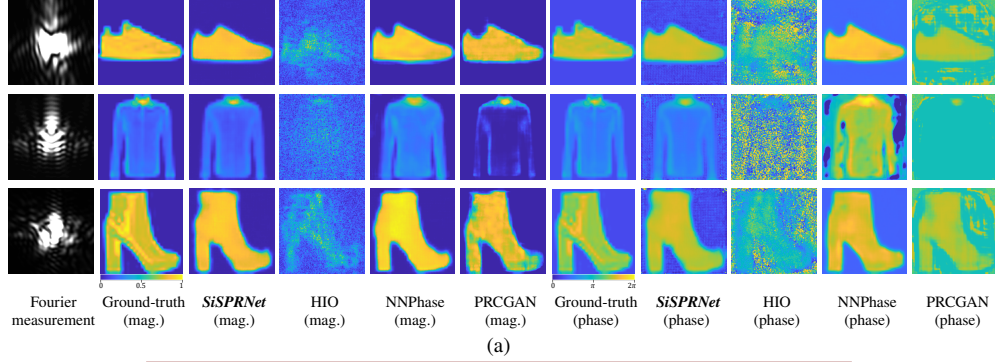 0 0.5 1 0 π 2π
Fourier Ground-truth SiSPRNet HIO NNPhase PRCGAN Ground-truth SiSPRNet HIO NNPhase PRCGAN
measurement (mag.) (mag.) (mag.) (mag.) (mag.) (phase) (phase) (phase) (phase) (phase)
(a)